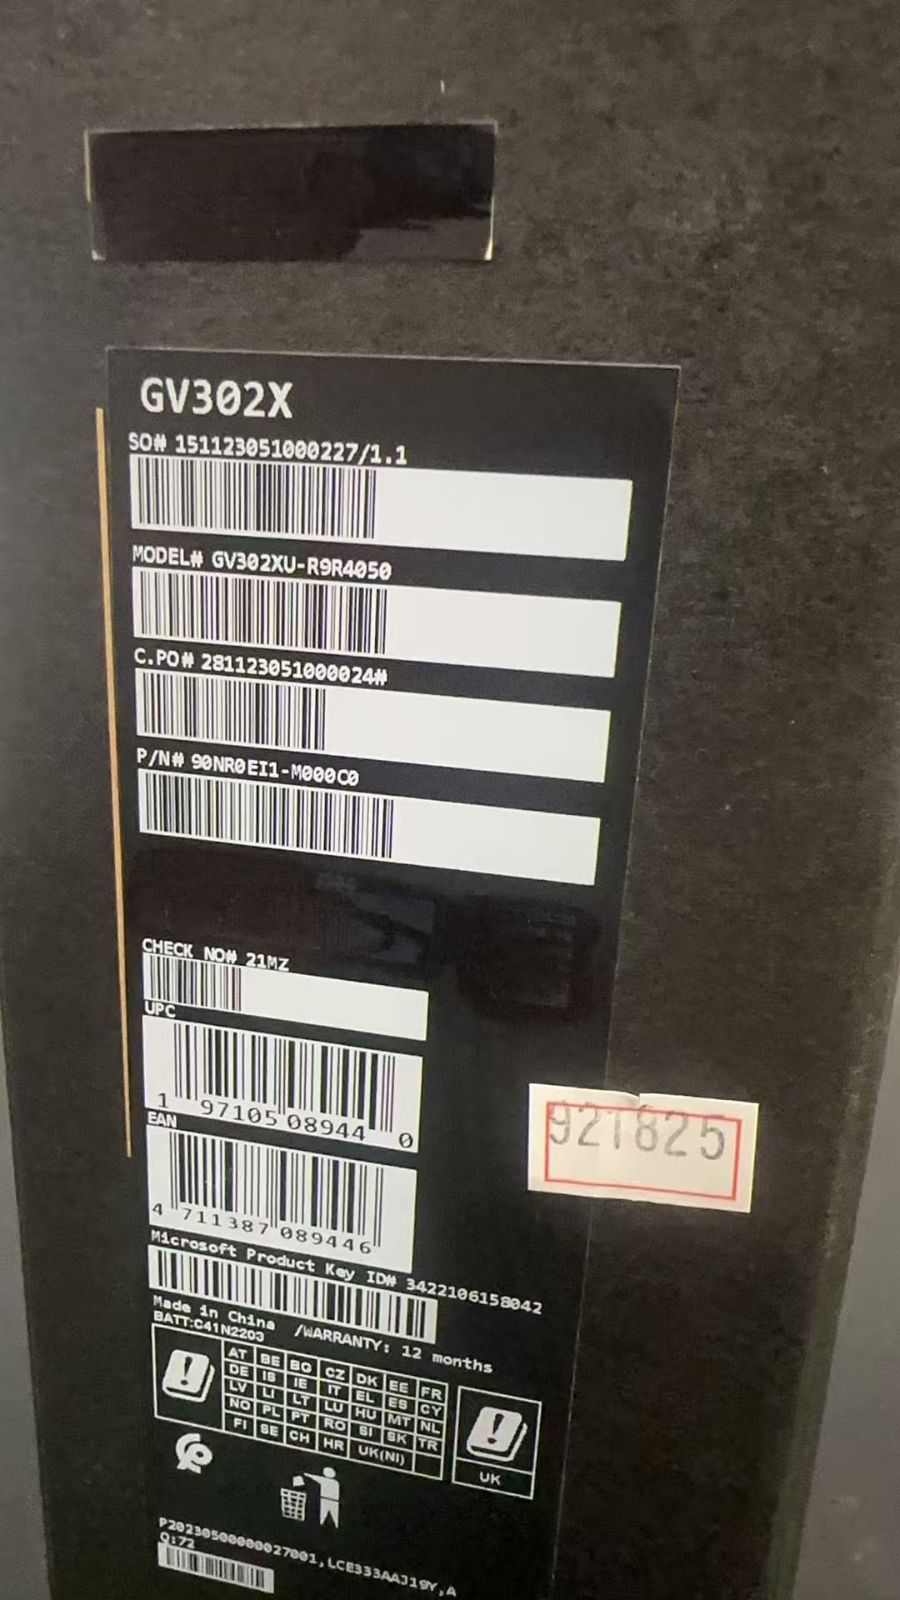 GV302X
SO# 151123051000227/1.1
MODEL# GV302XU-R9R4050
C.PO# 281123051000024#
P/N# 90NR0EI1-M000C0
CHECK NO# 21MZ
UPC
1 97105 08944 0
EAN
4 711387 089446
921825
Microsoft Product Key ID# 3422106158042
Made in China /WARRANTY: 12 months
BATT:C41N2203
AT BE BG CZ DK EE FR
DE IS IE IT EL ES CY
LV LI LT LU HU MT NL
NO PL PT RO SI SK TR
FI SE CH HR UK(NI)
UK
P20230500000027001,LCE333AAJ19Y,A
Q:72